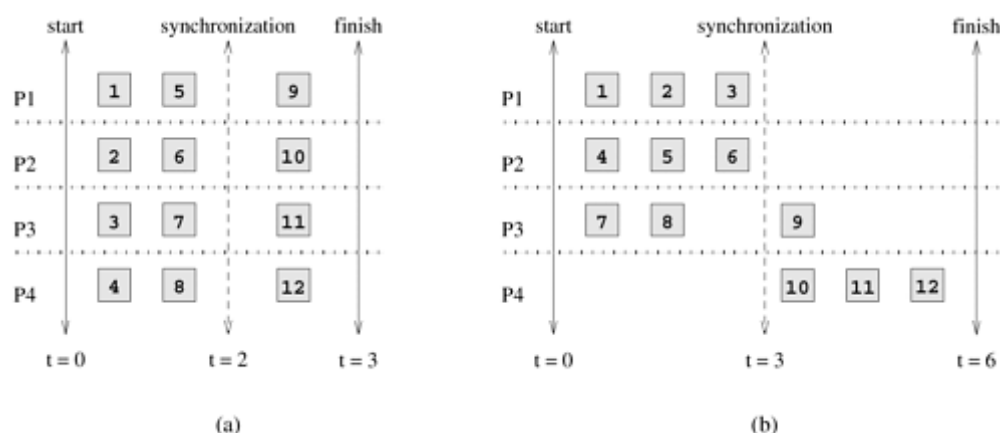 start synchronization finish
P1 1 5 9
P2 2 6 10
P3 3 7 11
P4 4 8 12
t = 0 t = 2 t = 3
(a)
start synchronization finish
P1 1 2 3
P2 4 5 6
P3 7 8 9
P4 10 11 12
t = 0 t = 3 t = 6
(b)